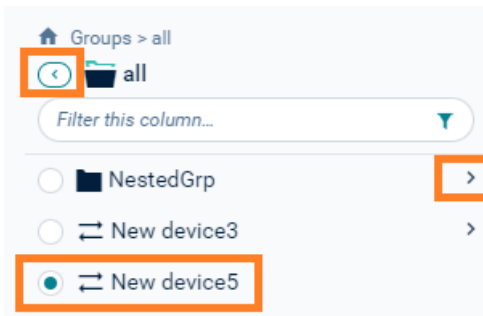 Groups > all
all
Filter this column...
NestedGrp
New device3
New device5